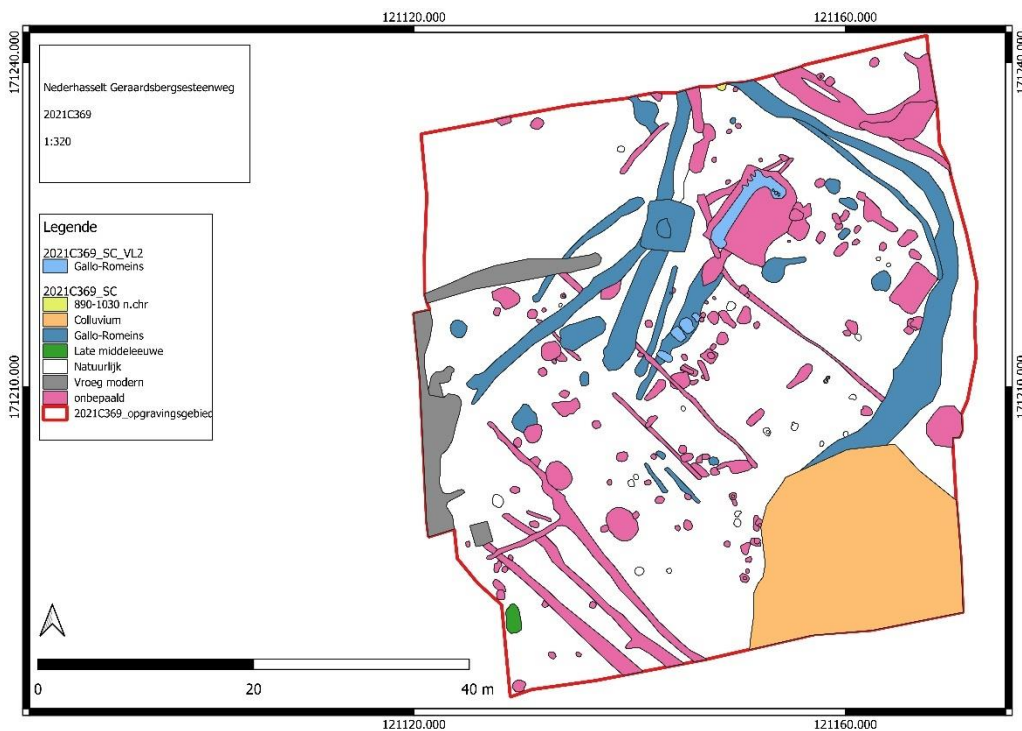 121120.000
121160.000
171240.000
171240.000
Nederhasselt Geraardsbergsesteenweg
2021C369
1:320
Legende
2021C369_SC_VL2
Gallo-Romeins
2021C369_SC
890-1030 n.chr
Colluvium
Gallo-Romeins
Late middeleeuwe
Natuurlijk
Vroeg modern
onbepaald
2021C369_opgravingsgebied
171210.000
171210.000
0
20
40 m
121120.000
121160.000